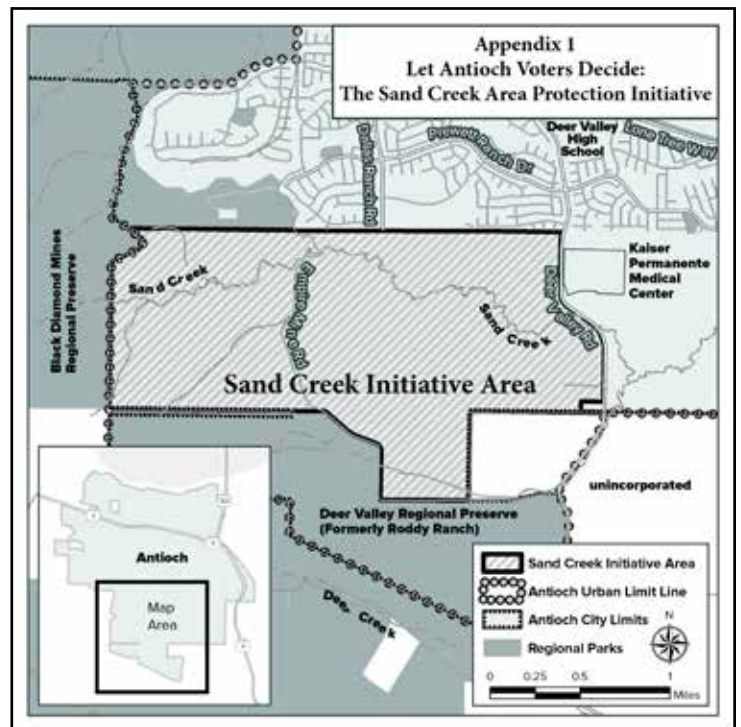 Appendix 1
Let Antioch Voters Decide:
The Sand Creek Area Protection Initiative
Deer Valley
High
School
Lone Tree Way
Prewett Ranch Dr
Dallas Ranch Rd
Kaiser
Permanente
Medical
Center
Black Diamond Mines
Regional Preserve
Sand Creek
Empire Mine Rd
Sand Creek
Deer Valley Rd
Sand Creek Initiative Area
unincorporated
Deer Valley Regional Preserve
(Formerly Roddy Ranch)
Deer Creek
Antioch
Map
Area
Sand Creek Initiative Area
Antioch Urban Limit Line
Antioch City Limits
Regional Parks
N
0 0.25 0.5 1
Miles